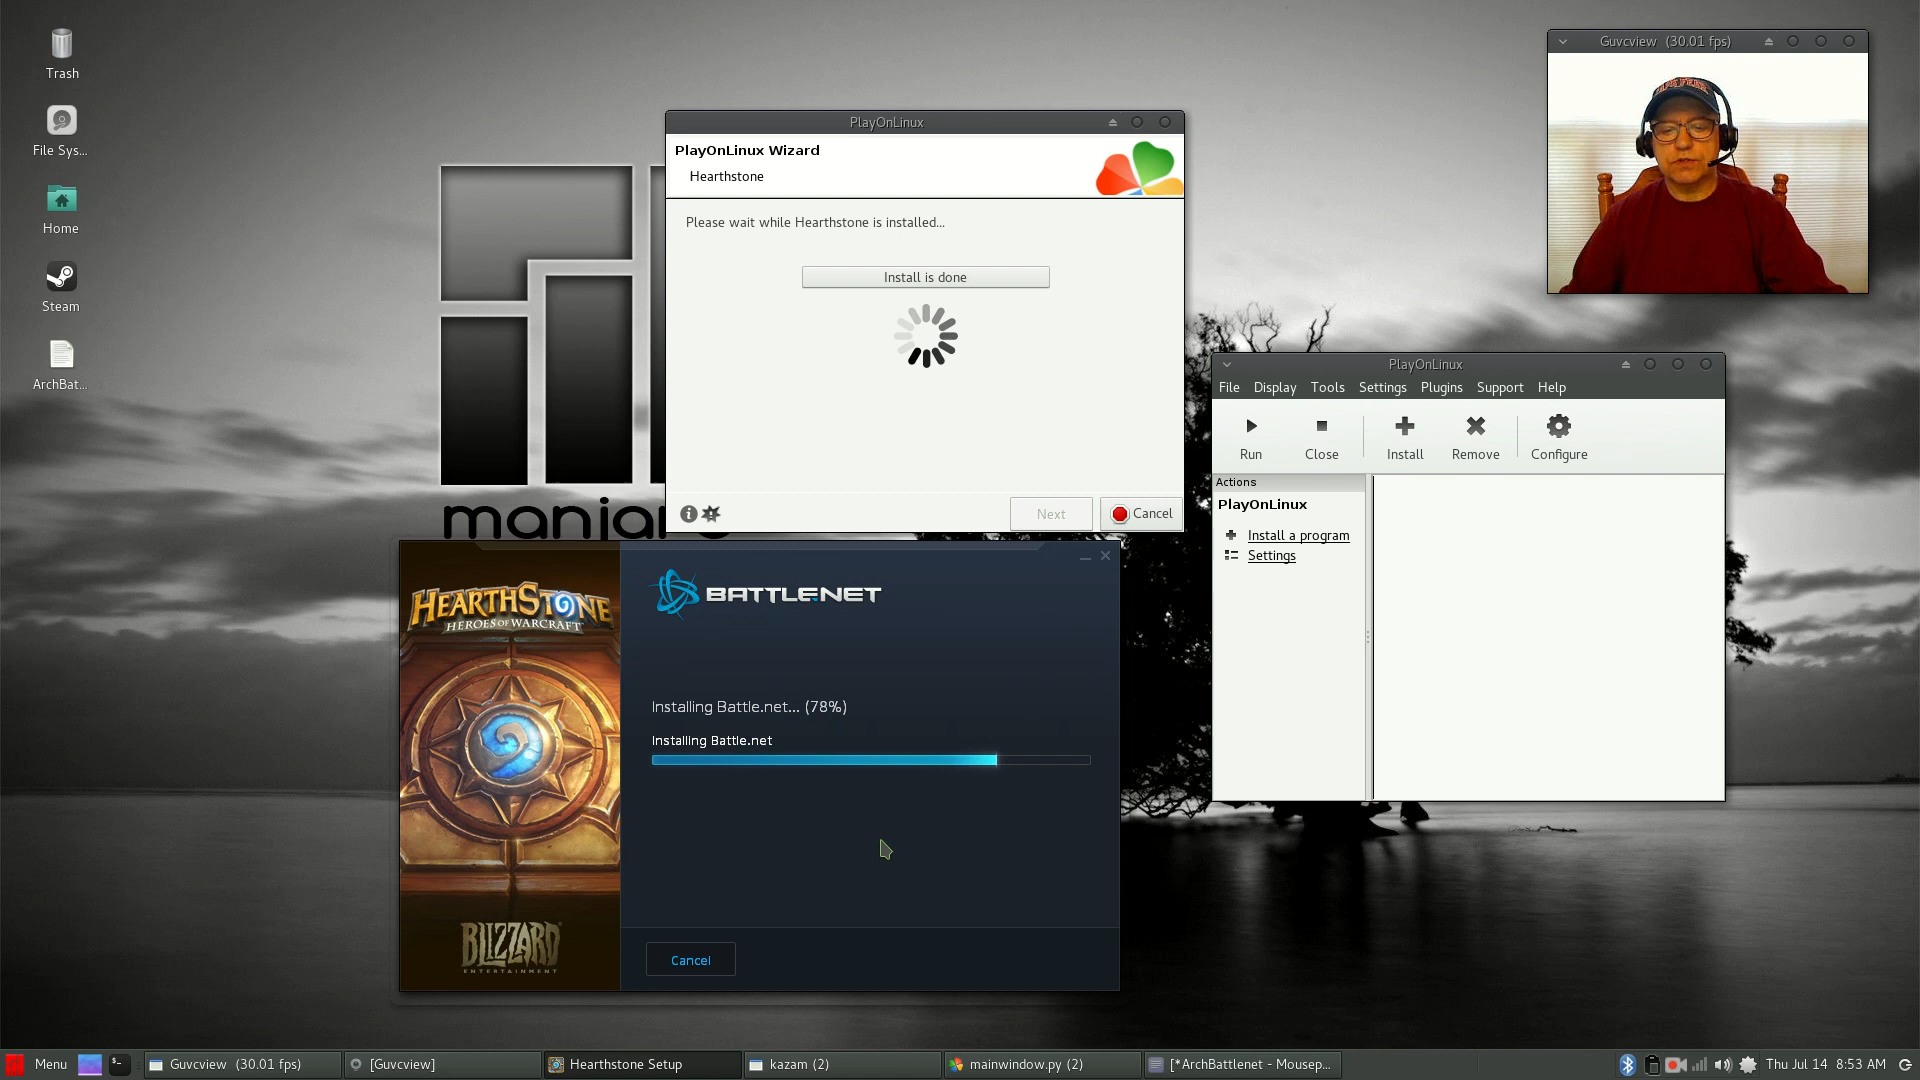 Trash
File Sys...
Home
Steam
ArchBat...
manjar
PlayOnLinux
PlayOnLinux Wizard
Hearthstone
Please wait while Hearthstone is installed...
Install is done
Next
Cancel
Guvcview (30.01 fps)
PlayOnLinux
File Display Tools Settings Plugins Support Help
Run Close Install Remove Configure
Actions
PlayOnLinux
Install a program
Settings
HEARTHSTONE
HEROES OF WARCRAFT
BATTLE.NET
Installing Battle.net... (78%)
Installing Battle.net
BLIZZARD
ENTERTAINMENT
Cancel
Menu Guvcview (30.01 fps) [Guvcview] Hearthstone Setup kazam (2) mainwindow.py (2) [*ArchBattlenet - Mousep... Thu Jul 14 8:53 AM